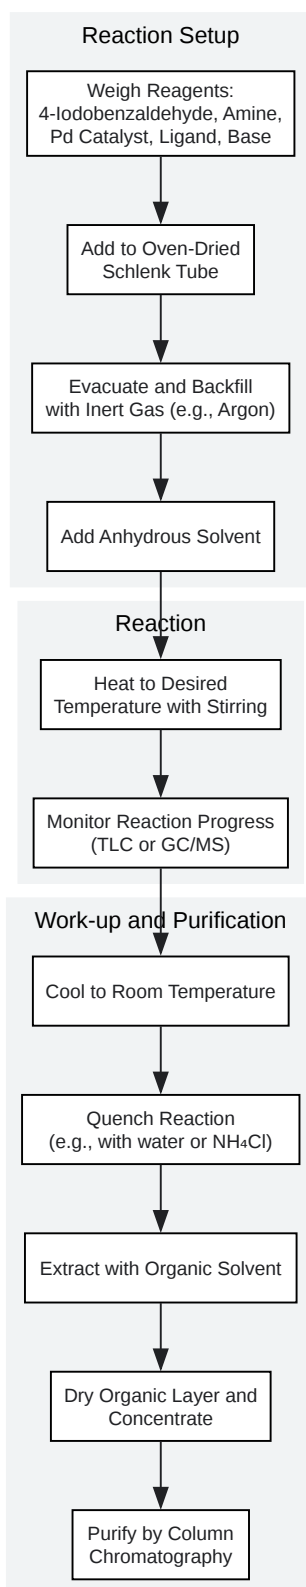 Reaction Setup
Weigh Reagents:
4-Iodobenzaldehyde, Amine,
Pd Catalyst, Ligand, Base
Add to Oven-Dried
Schlenk Tube
Evacuate and Backfill
with Inert Gas (e.g., Argon)
Add Anhydrous Solvent
Reaction
Heat to Desired
Temperature with Stirring
Monitor Reaction Progress
(TLC or GC/MS)
Work-up and Purification
Cool to Room Temperature
Quench Reaction
(e.g., with water or NH₄Cl)
Extract with Organic Solvent
Dry Organic Layer and
Concentrate
Purify by Column
Chromatography